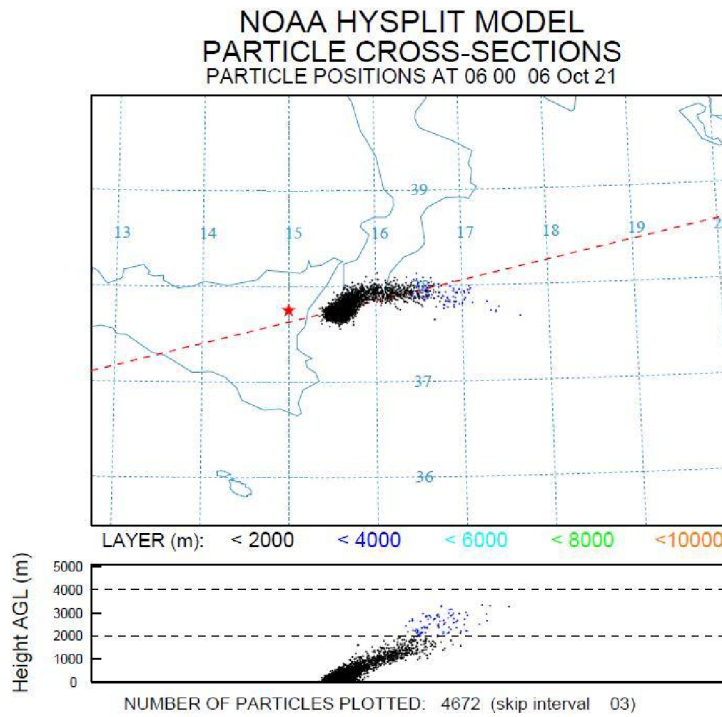 NOAA HYSPLIT MODEL
PARTICLE CROSS-SECTIONS
PARTICLE POSITIONS AT 06 00 06 Oct 21
39
13 14 15 16 17 18 19
37
36
LAYER (m): < 2000 < 4000 < 6000 < 8000 <10000
Height AGL (m)
5000
4000
3000
2000
1000
0
NUMBER OF PARTICLES PLOTTED: 4672 (skip interval 03)